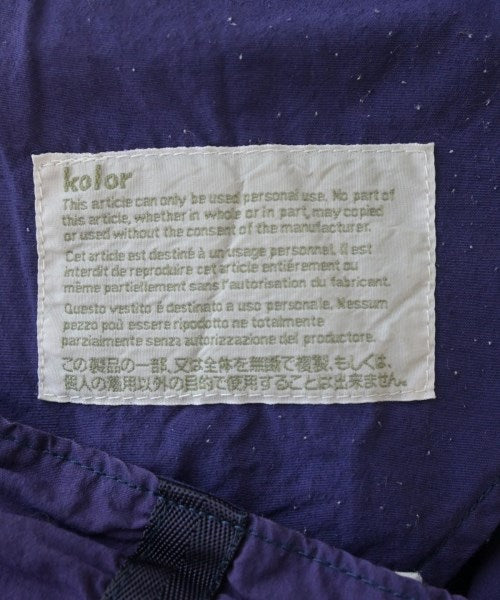 kolor
This article can only be used personal use. No part of
this article, whether in whole or in part, may copied
or used without the consent of the manufacturer.
Cet article est destiné à un usage personnel. Il est
interdit de reproduire cet article entiérement ou
même partiellement sans l'autorisation du fabricant.
Questo vestito é destinato a uso personale. Nessum
pezzo poù essere ripodotto ne totalmente
parzialmente senza autorizzazione del productore.
この製品の一部、又は全体を無断で複製、もしくは、
個人の着用以外の目的で使用することは出来ません。